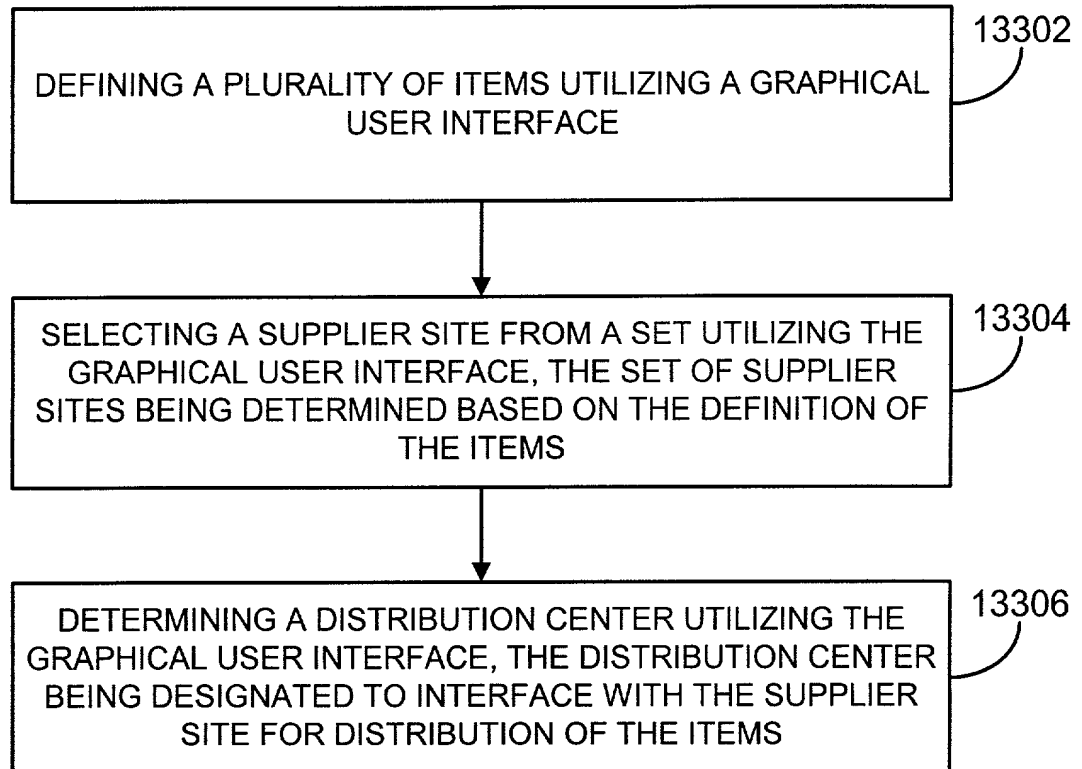 13302
DEFINING A PLURALITY OF ITEMS UTILIZING A GRAPHICAL
USER INTERFACE
13304
SELECTING A SUPPLIER SITE FROM A SET UTILIZING THE
GRAPHICAL USER INTERFACE, THE SET OF SUPPLIER
SITES BEING DETERMINED BASED ON THE DEFINITION OF
THE ITEMS
13306
DETERMINING A DISTRIBUTION CENTER UTILIZING THE
GRAPHICAL USER INTERFACE, THE DISTRIBUTION CENTER
BEING DESIGNATED TO INTERFACE WITH THE SUPPLIER
SITE FOR DISTRIBUTION OF THE ITEMS